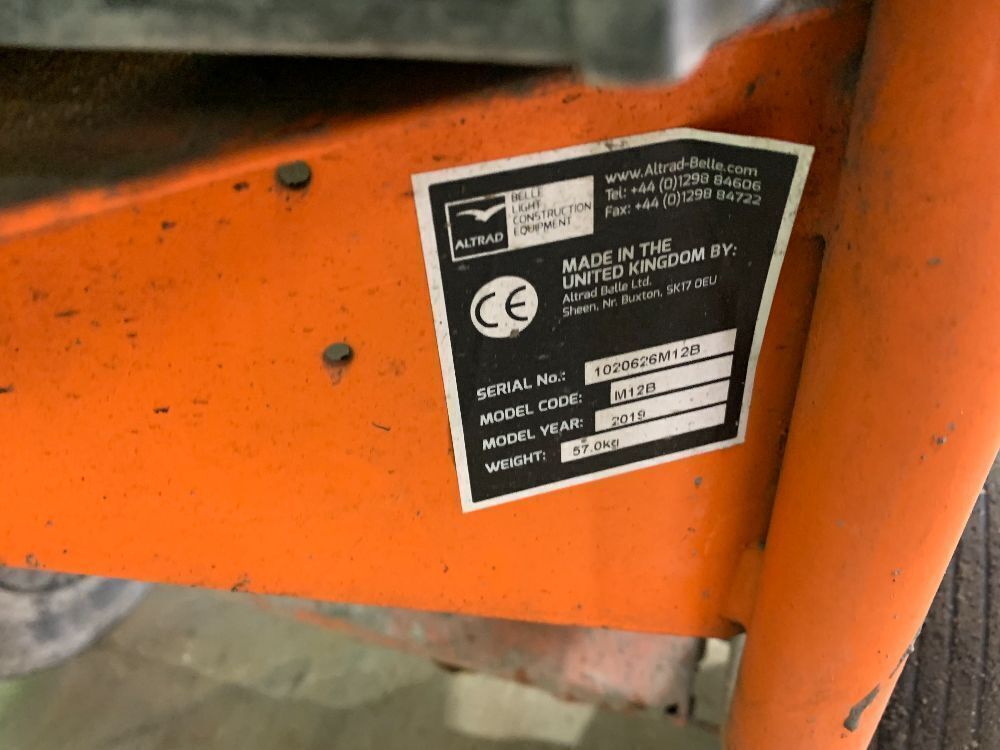 ALTRAD
BELLE
LIGHT
CONSTRUCTION
EQUIPMENT
www.Altrad-Belle.com
Tel: +44 (0)1298 84606
Fax: +44 (0)1298 84722
CE
MADE IN THE
UNITED KINGDOM BY:
Altrad Belle Ltd.
Sheen, Nr. Buxton, SK17 0EU
SERIAL No.: 1020626M12B
MODEL CODE: M12B
MODEL YEAR: 2019
WEIGHT: 57.0kg